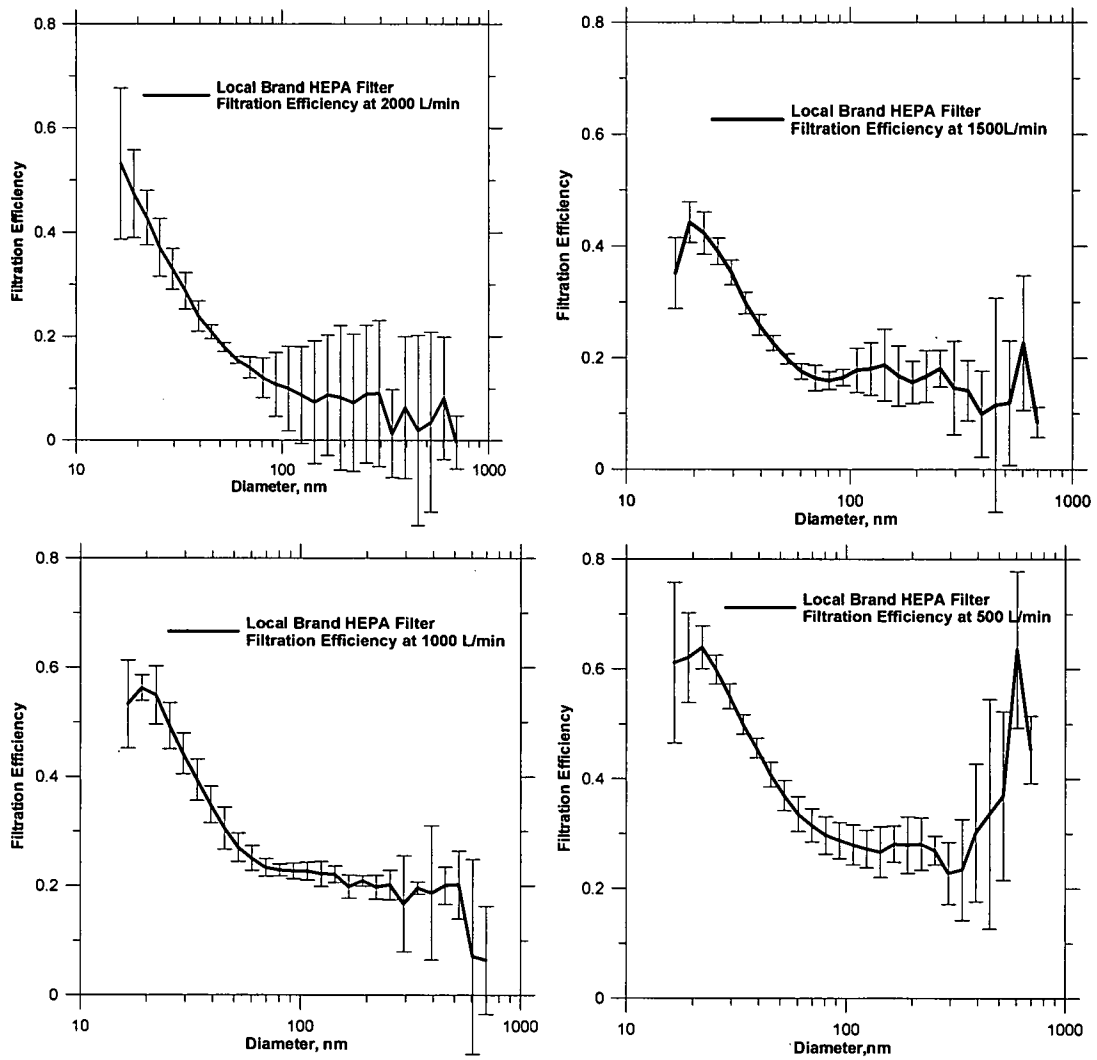 0.8
Local Brand HEPA Filter
Filtration Efficiency at 2000 L/min
0.6
0.4
0.2
0
Filtration Efficiency
10
100
1000
Diameter, nm
0.8
Local Brand HEPA Filter
Filtration Efficiency at 1500L/min
0.6
0.4
0.2
0
Filtration Efficiency
10
100
1000
Diameter, nm
0.8
Local Brand HEPA Filter
Filtration Efficiency at 1000 L/min
0.6
0.4
0.2
0
Filtration Efficiency
10
100
1000
Diameter, nm
0.8
Local Brand HEPA Filter
Filtration Efficiency at 500 L/min
0.6
0.4
0.2
0
Filtration Efficiency
10
100
1000
Diameter,nm